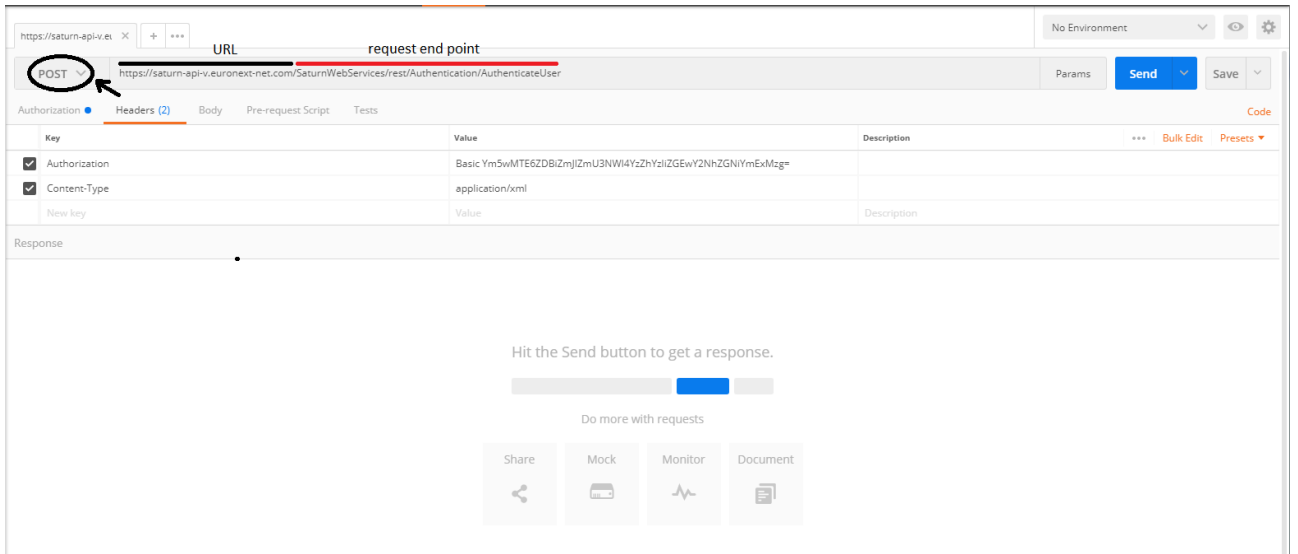 https://saturn-api-v.eu × + •••
No Environment
URL request end point
POST https://saturn-api-v.euronext-net.com/SaturnWebServices/rest/Authentication/AuthenticateUser Params Send Save
Authorization Headers (2) Body Pre-request Script Tests Code
Key Value Description ••• Bulk Edit Presets
Authorization Basic
Content-Type application/xml
New key Value Description
Response
Hit the Send button to get a response.
Do more with requests
Share Mock Monitor Document